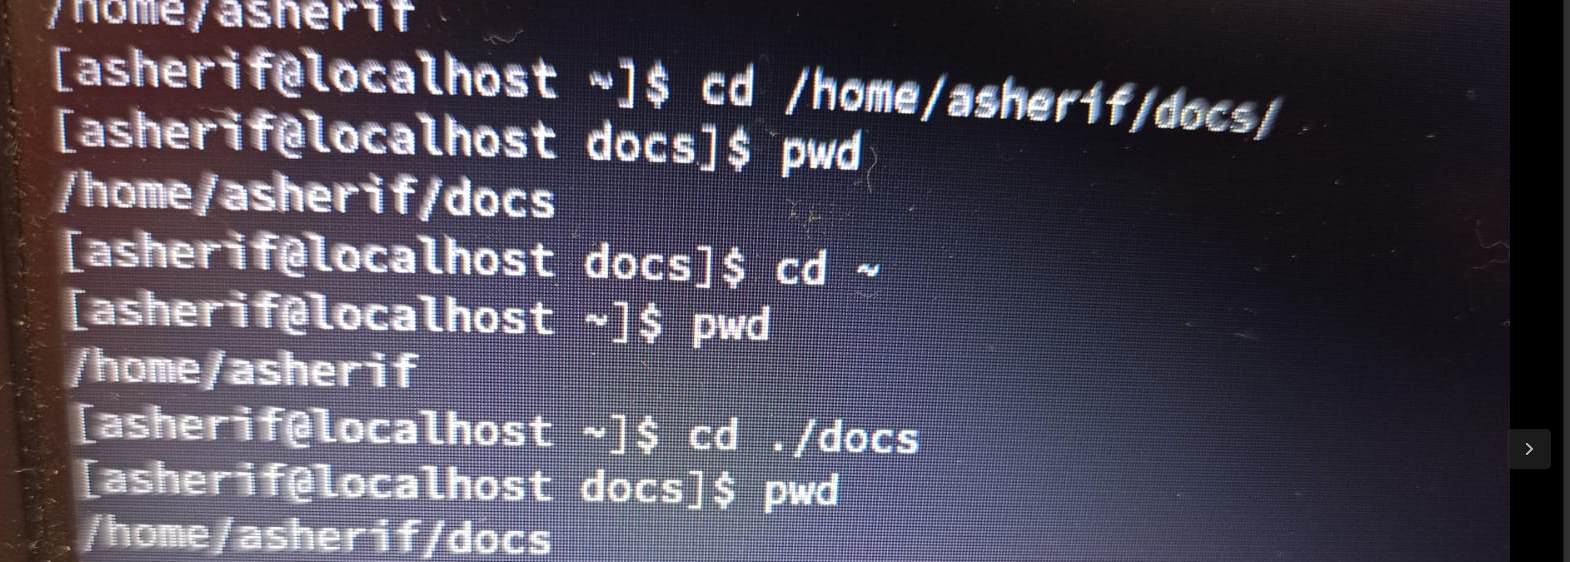 /home/asherif
[asherif@localhost ~]$ cd /home/asherif/docs/
[asherif@localhost docs]$ pwd
/home/asherif/docs
[asherif@localhost docs]$ cd ~
[asherif@localhost ~]$ pwd
/home/asherif
[asherif@localhost ~]$ cd ./docs
[asherif@localhost docs]$ pwd
/home/asherif/docs